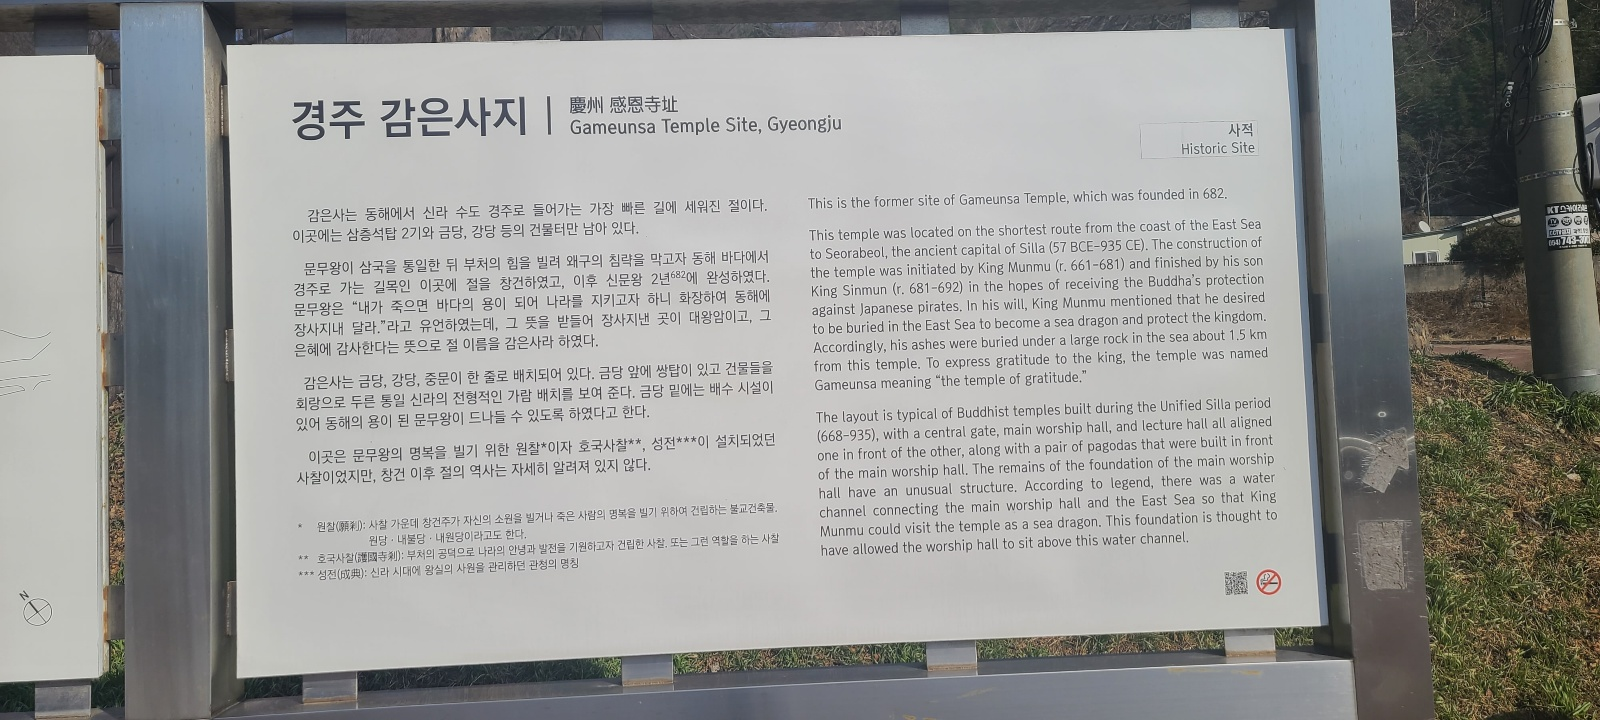 경주 감은사지
慶州 感恩寺址
Gameunsa Temple Site, Gyeongju
사적
Historic Site
감은사는 동해에서 신라 수도 경주로 들어가는 가장 빠른 길에 세워진 절이다.
이곳에는 삼층석탑 2기와 금당, 강당 등의 건물터만 남아 있다.
문무왕이 삼국을 통일한 뒤 부처의 힘을 빌려 왜구의 침략을 막고자 동해 바다에서
경주로 가는 길목인 이곳에 절을 창건하였고, 이후 신문왕 2년682에 완성하였다.
문무왕은 “내가 죽으면 바다의 용이 되어 나라를 지키고자 하니 화장하여 동해에
장사지내 달라.”라고 유언하였는데, 그 뜻을 받들어 장사지낸 곳이 대왕암이고, 그
은혜에 감사한다는 뜻으로 절 이름을 감은사라 하였다.
감은사는 금당, 강당, 중문이 한 줄로 배치되어 있다. 금당 앞에 쌍탑이 있고 건물들을
회랑으로 두른 통일 신라의 전형적인 가람 배치를 보여 준다. 금당 밑에는 배수 시설이
있어 동해의 용이 된 문무왕이 드나들 수 있도록 하였다고 한다.
이곳은 문무왕의 명복을 빌기 위한 원찰*이자 호국사찰**, 성전***이 설치되었던
사찰이었지만, 창건 이후 절의 역사는 자세히 알려져 있지 않다.
* 원찰(願刹): 사찰 가운데 창건주가 자신의 소원을 빌거나 죽은 사람의 명복을 빌기 위하여 건립하는 불교건축물.
원당 · 내불당 · 내원당이라고도 한다.
** 호국사찰(護國寺刹): 부처의 공덕으로 나라의 안녕과 발전을 기원하고자 건립한 사찰. 또는 그런 역할을 하는 사찰
*** 성전(成典): 신라 시대에 왕실의 사원을 관리하던 관청의 명칭
This is the former site of Gameunsa Temple, which was founded in 682.
This temple was located on the shortest route from the coast of the East Sea
to Seorabeol, the ancient capital of Silla (57 BCE–935 CE). The construction of
the temple was initiated by King Munmu (r. 661–681) and finished by his son
King Sinmun (r. 681–692) in the hopes of receiving the Buddha's protection
against Japanese pirates. In his will, King Munmu mentioned that he desired
to be buried in the East Sea to become a sea dragon and protect the kingdom.
Accordingly, his ashes were buried under a large rock in the sea about 1.5 km
from this temple. To express gratitude to the king, the temple was named
Gameunsa meaning “the temple of gratitude.”
The layout is typical of Buddhist temples built during the Unified Silla period
(668–935), with a central gate, main worship hall, and lecture hall all aligned
one in front of the other, along with a pair of pagodas that were built in front
of the main worship hall. The remains of the foundation of the main worship
hall have an unusual structure. According to legend, there was a water
channel connecting the main worship hall and the East Sea so that King
Munmu could visit the temple as a sea dragon. This foundation is thought to
have allowed the worship hall to sit above this water channel.
N
KT스카이라이프